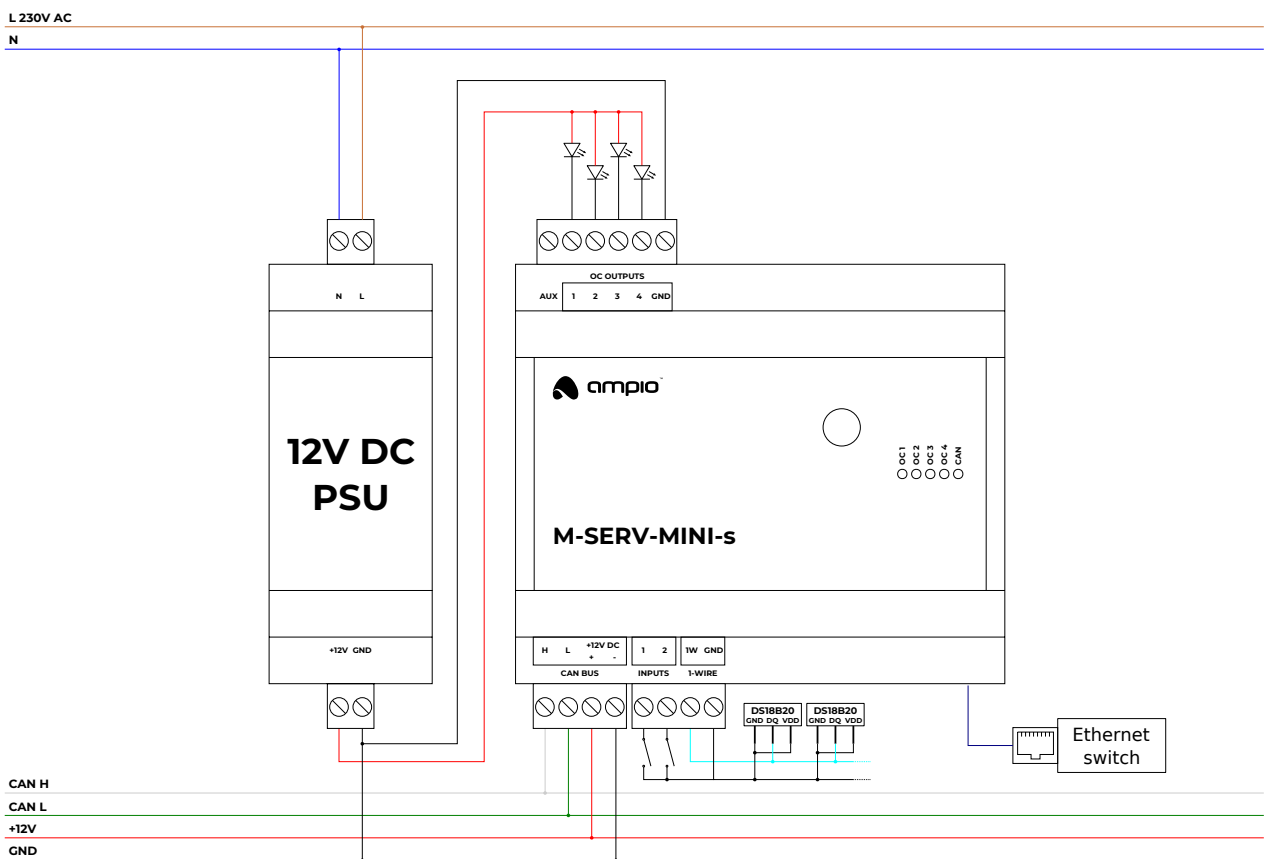 L 230V AC
N
OC OUTPUTS
N L
AUX 1 2 3 4 GND
ampio™
12V DC
PSU
OC 1 OC 2 OC 3 OC 4 CAN
M-SERV-MINI-s
+12V GND
H L +12V DC
+ -
1 2 1W GND
CAN BUS INPUTS 1-WIRE
DS18B20 DS18B20
GND DQ VDD GND DQ VDD
Ethernet
switch
CAN H
CAN L
+12V
GND